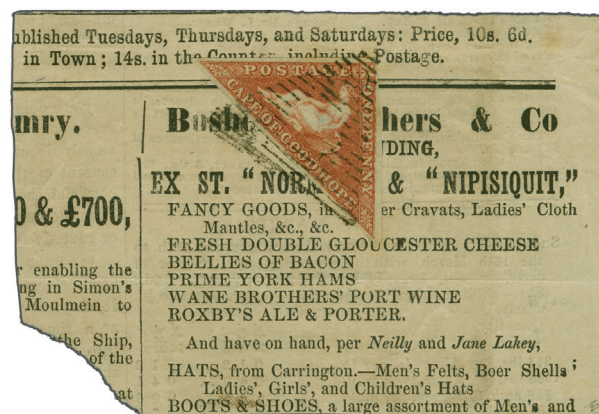 ublished Tuesdays, Thursdays, and Saturdays: Price, 10s. 6d.
in Town; 14s. in the Country, including Postage.
POSTAGE
CAPE OF GOOD HOPE
ONE PENNY
mry.
hers & Co
DING,
EX ST. "NOR & "NIPISIQUIT,"
FANCY GOODS, in er Cravats, Ladies' Cloth
Mantles, &c., &c.
FRESH DOUBLE GLOUCESTER CHEESE
BELLIES OF BACON
PRIME YORK HAMS
WANE BROTHERS' PORT WINE
ROXBY'S ALE & PORTER.
And have on hand, per Neilly and Jane Lakey,
HATS, from Carrington.—Men's Felts, Boer Shells
Ladies', Girls', and Children's Hats
BOOTS & SHOES, a large assortment of Men's and
0 & £700,
r enabling the
ng in Simon's
Moulmein to
the Ship,
of the
at